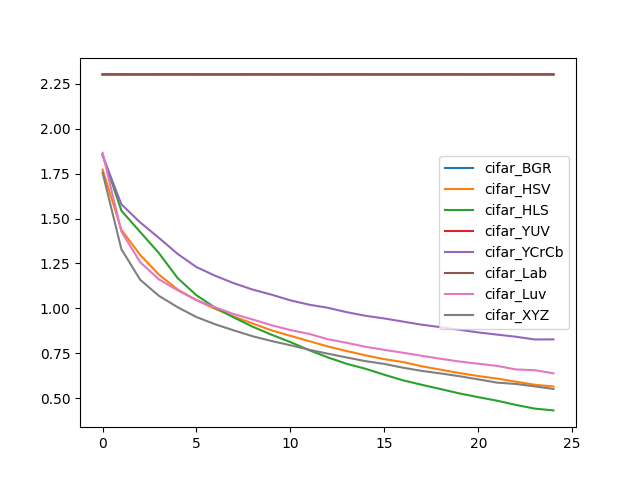 2.25
2.00
1.75
1.50
1.25
1.00
0.75
0.50
0
5
10
15
20
25
cifar_BGR
cifar_HSV
cifar_HLS
cifar_YUV
cifar_YCrCb
cifar_Lab
cifar_Luv
cifar_XYZ